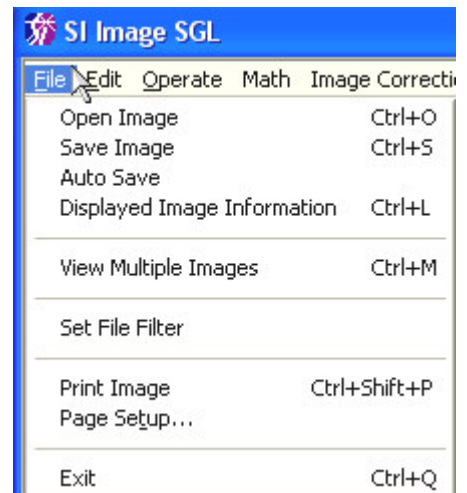 SI Image SGL
File Edit Operate Math Image Correcti
Open Image Ctrl+O
Save Image Ctrl+S
Auto Save
Displayed Image Information Ctrl+L
View Multiple Images Ctrl+M
Set File Filter
Print Image Ctrl+Shift+P
Page Setup...
Exit Ctrl+Q